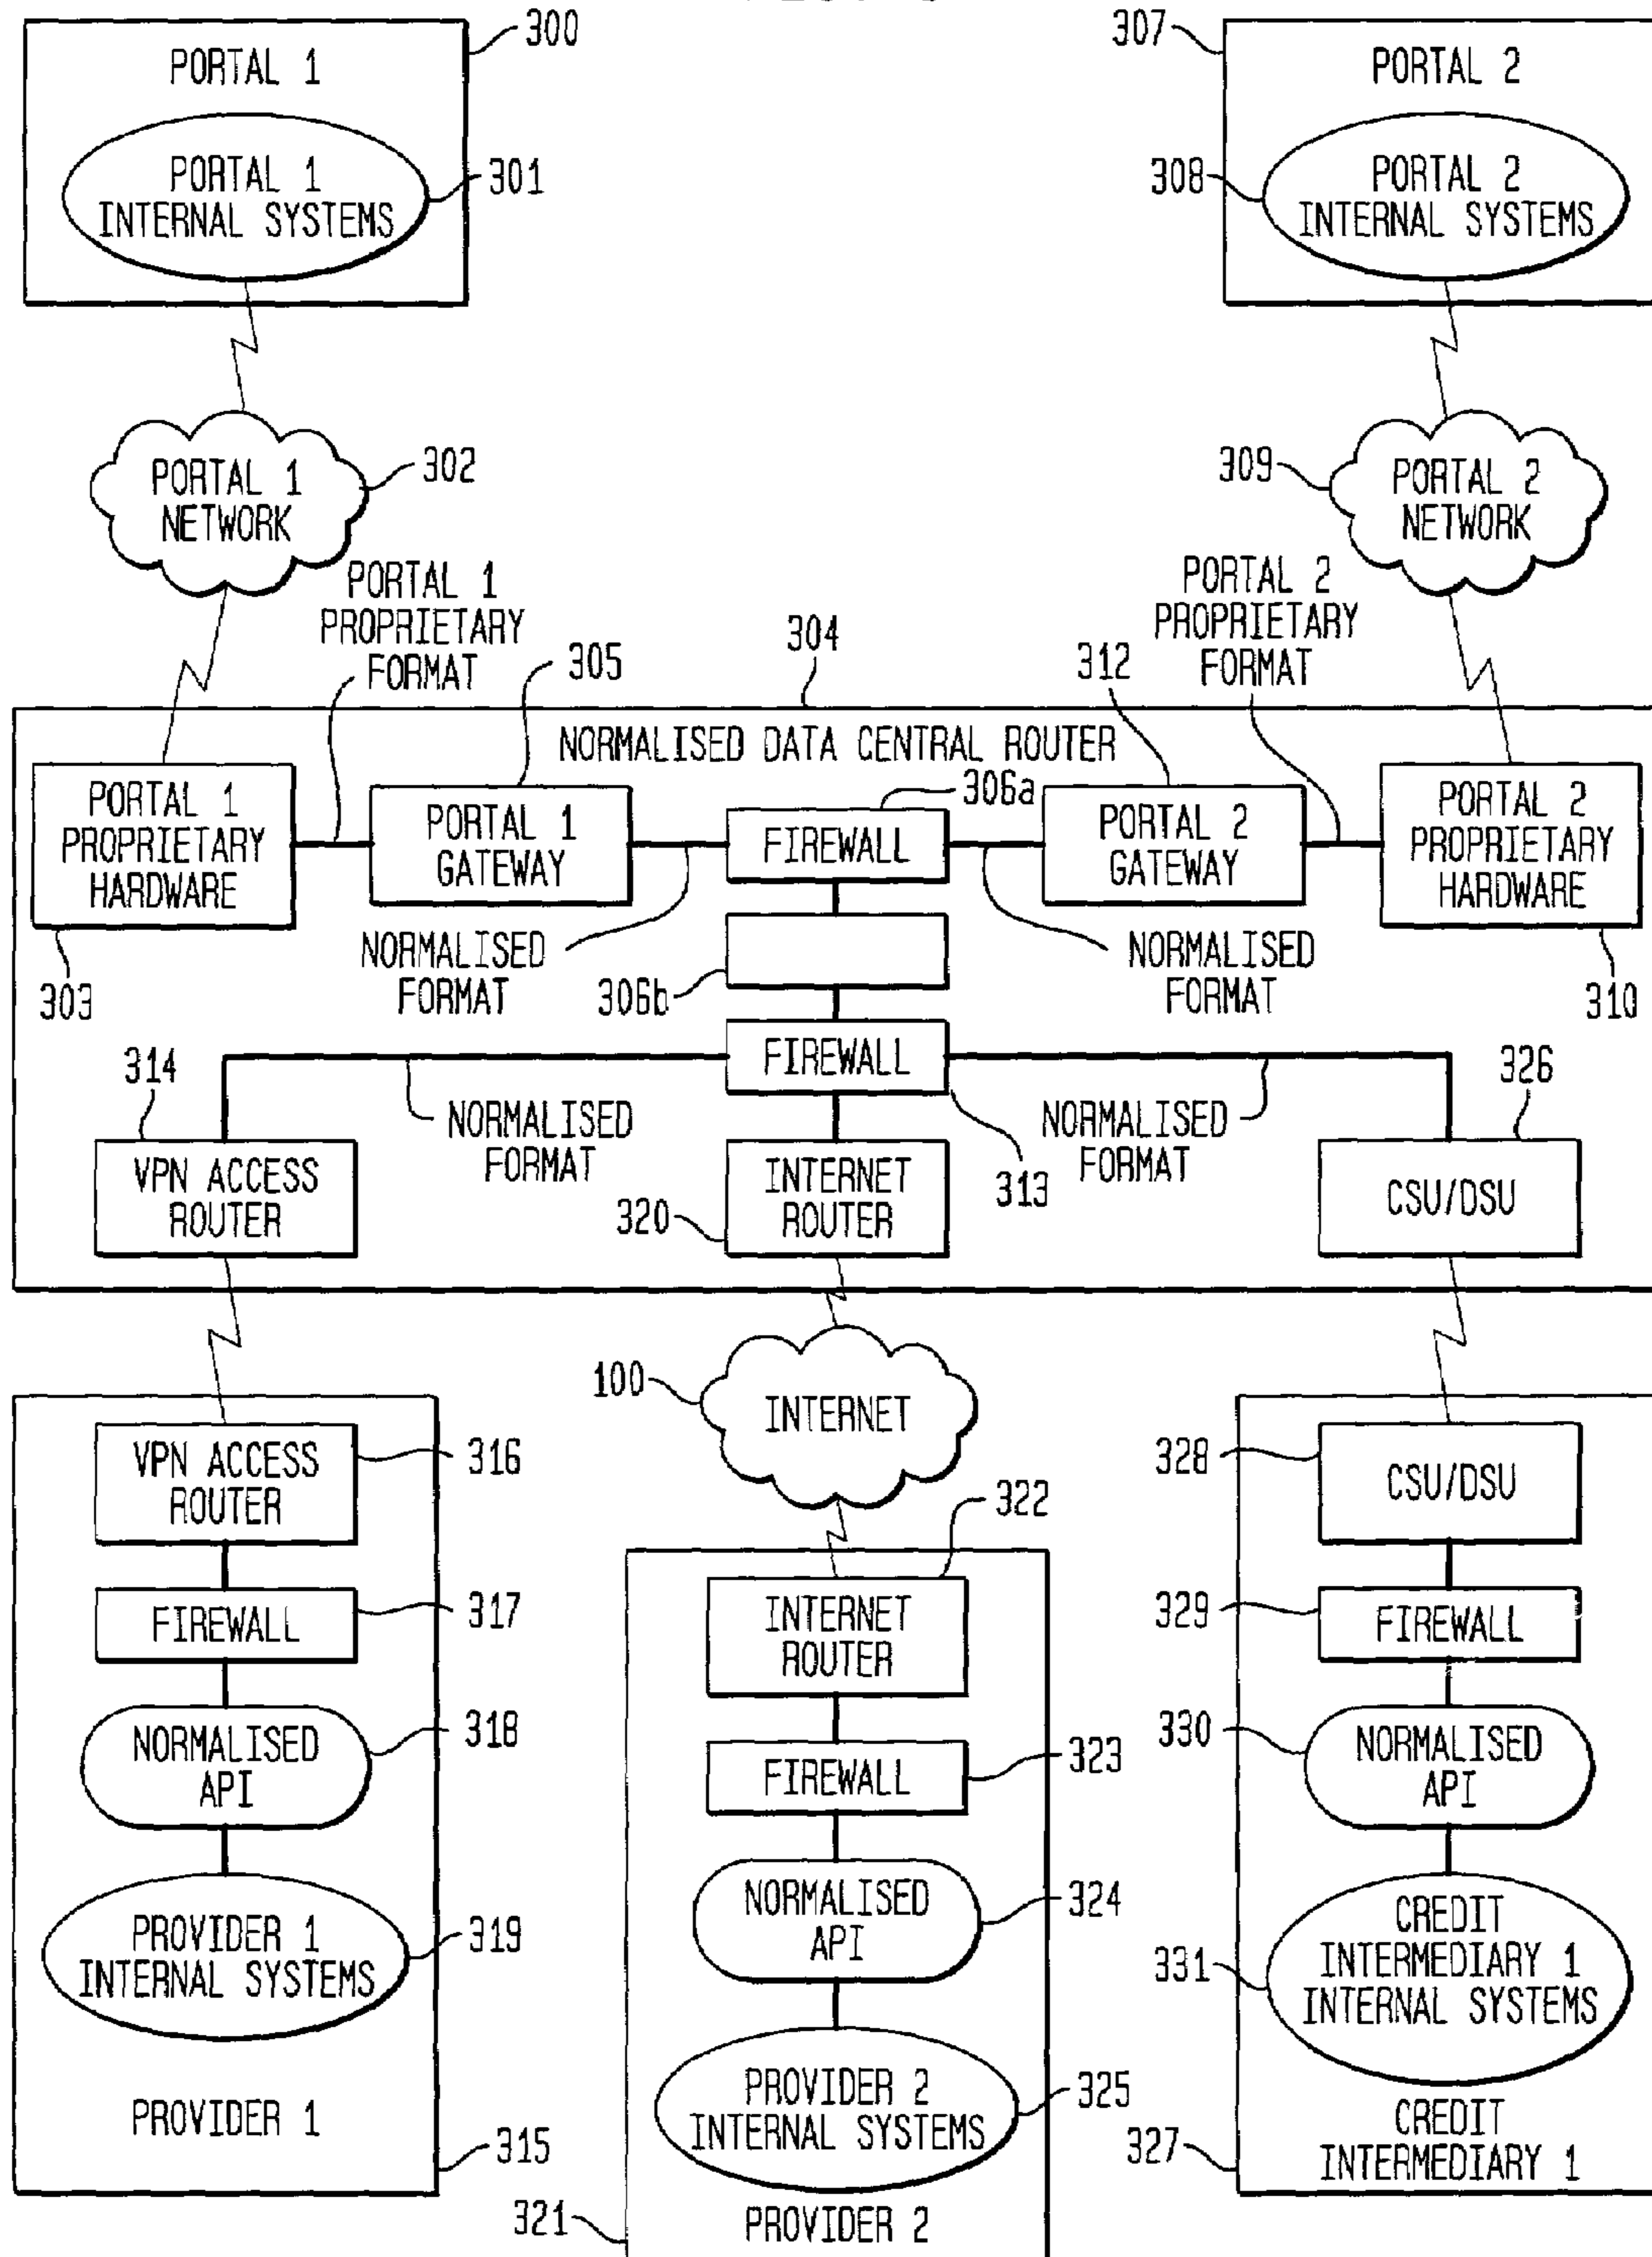 300
307
PORTAL 1
PORTAL 2
PORTAL 1
INTERNAL SYSTEMS
301
308
PORTAL 2
INTERNAL SYSTEMS
PORTAL 1
NETWORK
302
309
PORTAL 2
NETWORK
PORTAL 1
PROPRIETARY
FORMAT
PORTAL 2
PROPRIETARY
FORMAT
304
305
312
NORMALISED DATA CENTRAL ROUTER
306a
PORTAL 1
PROPRIETARY
HARDWARE
PORTAL 1
GATEWAY
FIREWALL
PORTAL 2
GATEWAY
PORTAL 2
PROPRIETARY
HARDWARE
303
NORMALISED
FORMAT
306b
NORMALISED
FORMAT
310
314
FIREWALL
326
NORMALISED
FORMAT
NORMALISED
FORMAT
313
VPN ACCESS
ROUTER
320
INTERNET
ROUTER
CSU/DSU
100
INTERNET
VPN ACCESS
ROUTER
316
322
328
CSU/DSU
FIREWALL
317
INTERNET
ROUTER
329
FIREWALL
NORMALISED
API
318
FIREWALL
323
330
NORMALISED
API
NORMALISED
API
324
PROVIDER 1
INTERNAL SYSTEMS
319
331
CREDIT
INTERMEDIARY 1
INTERNAL SYSTEMS
PROVIDER 2
INTERNAL SYSTEMS
325
PROVIDER 1
315
CREDIT
INTERMEDIARY 1
327
321
PROVIDER 2